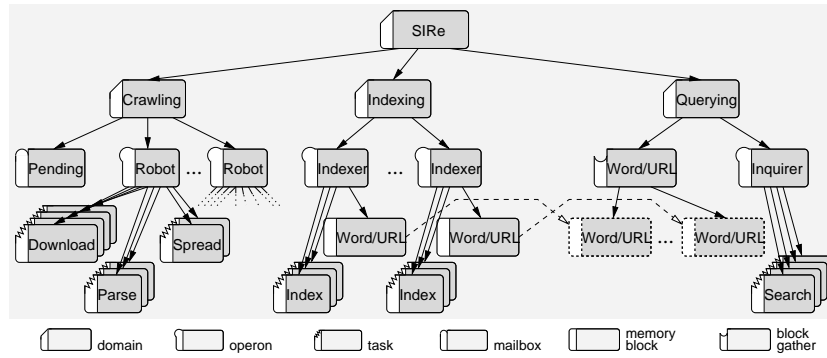 SIRe
Crawling Indexing Querying
Pending Robot ... Robot Indexer ... Indexer Word/URL Inquirer
Download Spread Word/URL Word/URL Word/URL ... Word/URL
Parse Index Index Search
domain operon task mailbox memory block block gather